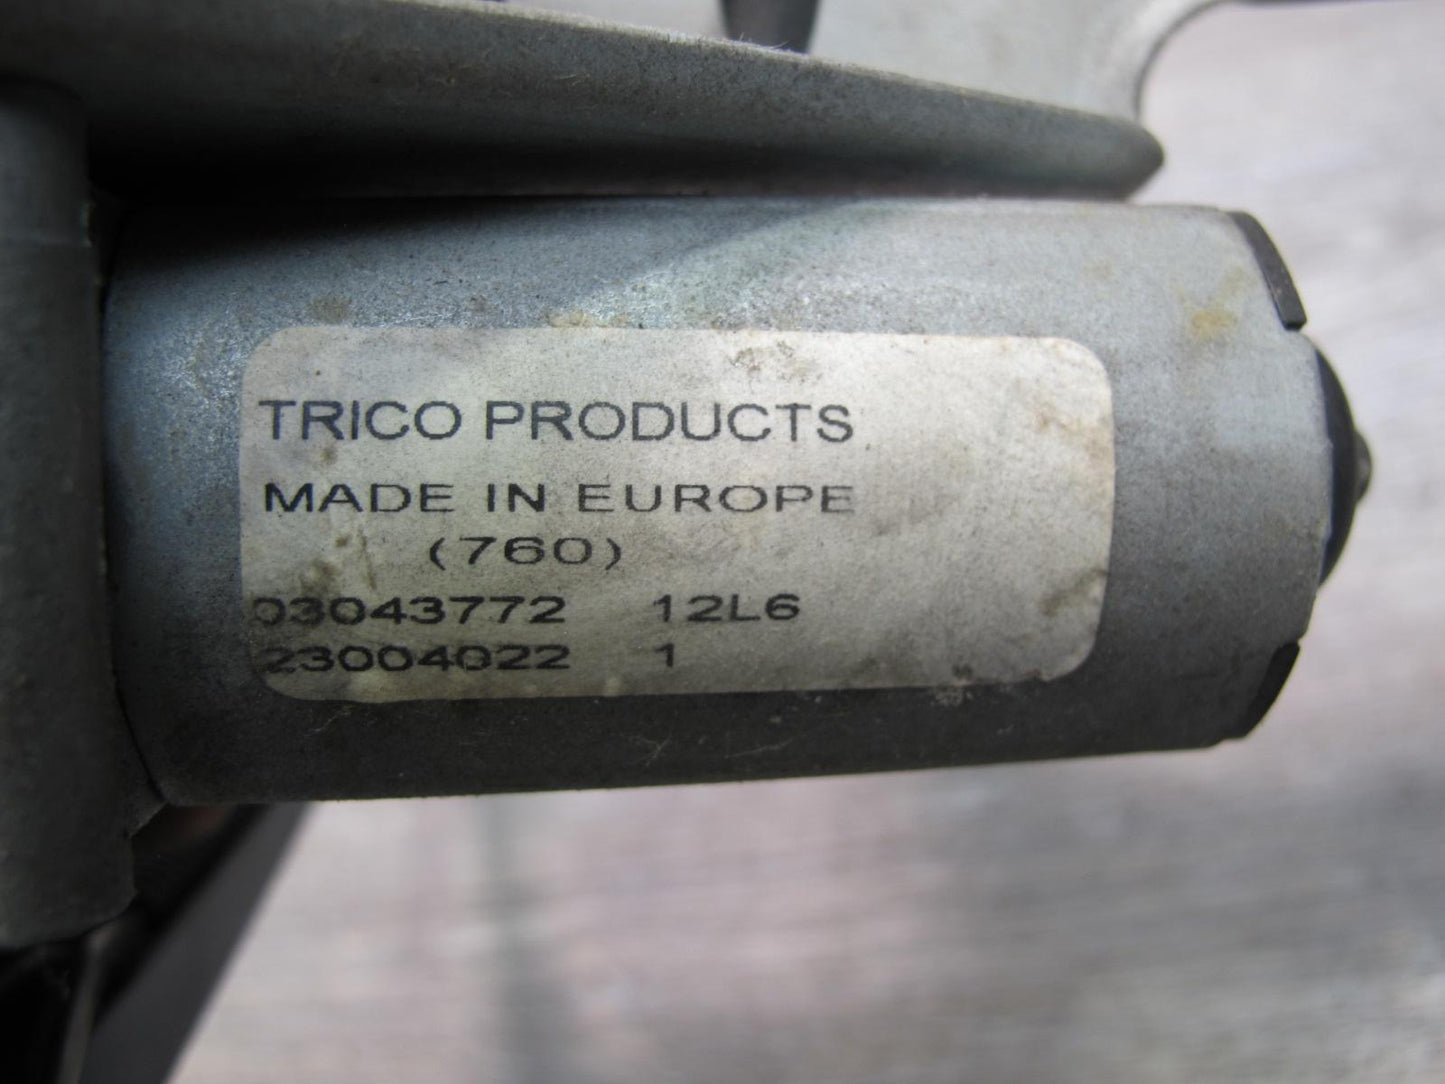 TRICO PRODUCTS
MADE IN EUROPE
(760)
03043772 12L6
23004022 1